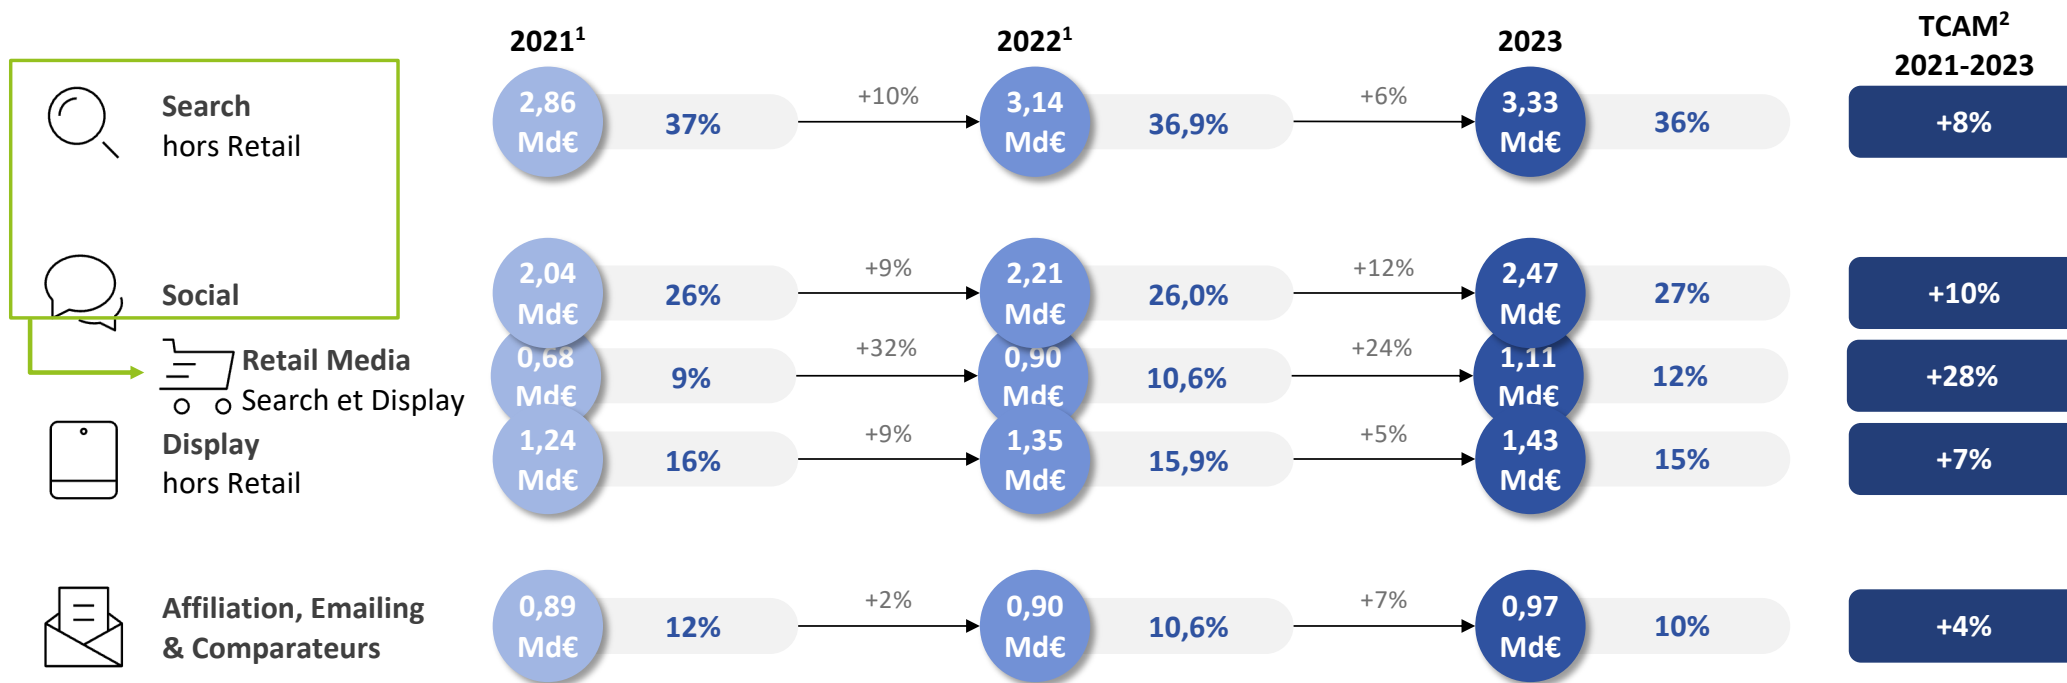 2021¹ 2022¹ 2023 TCAM²
2021-2023
Search
hors Retail
2,86
Md€
37%
+10%
3,14
Md€
36,9%
+6%
3,33
Md€
36%
+8%
Social
2,04
Md€
26%
+9%
2,21
Md€
26,0%
+12%
2,47
Md€
27%
+10%
Retail Media
Search et Display
0,68
Md€
9%
+32%
0,90
Md€
10,6%
+24%
1,11
Md€
12%
+28%
Display
hors Retail
1,24
Md€
16%
+9%
1,35
Md€
15,9%
+5%
1,43
Md€
15%
+7%
Affiliation, Emailing
& Comparateurs
0,89
Md€
12%
+2%
0,90
Md€
10,6%
+7%
0,97
Md€
10%
+4%